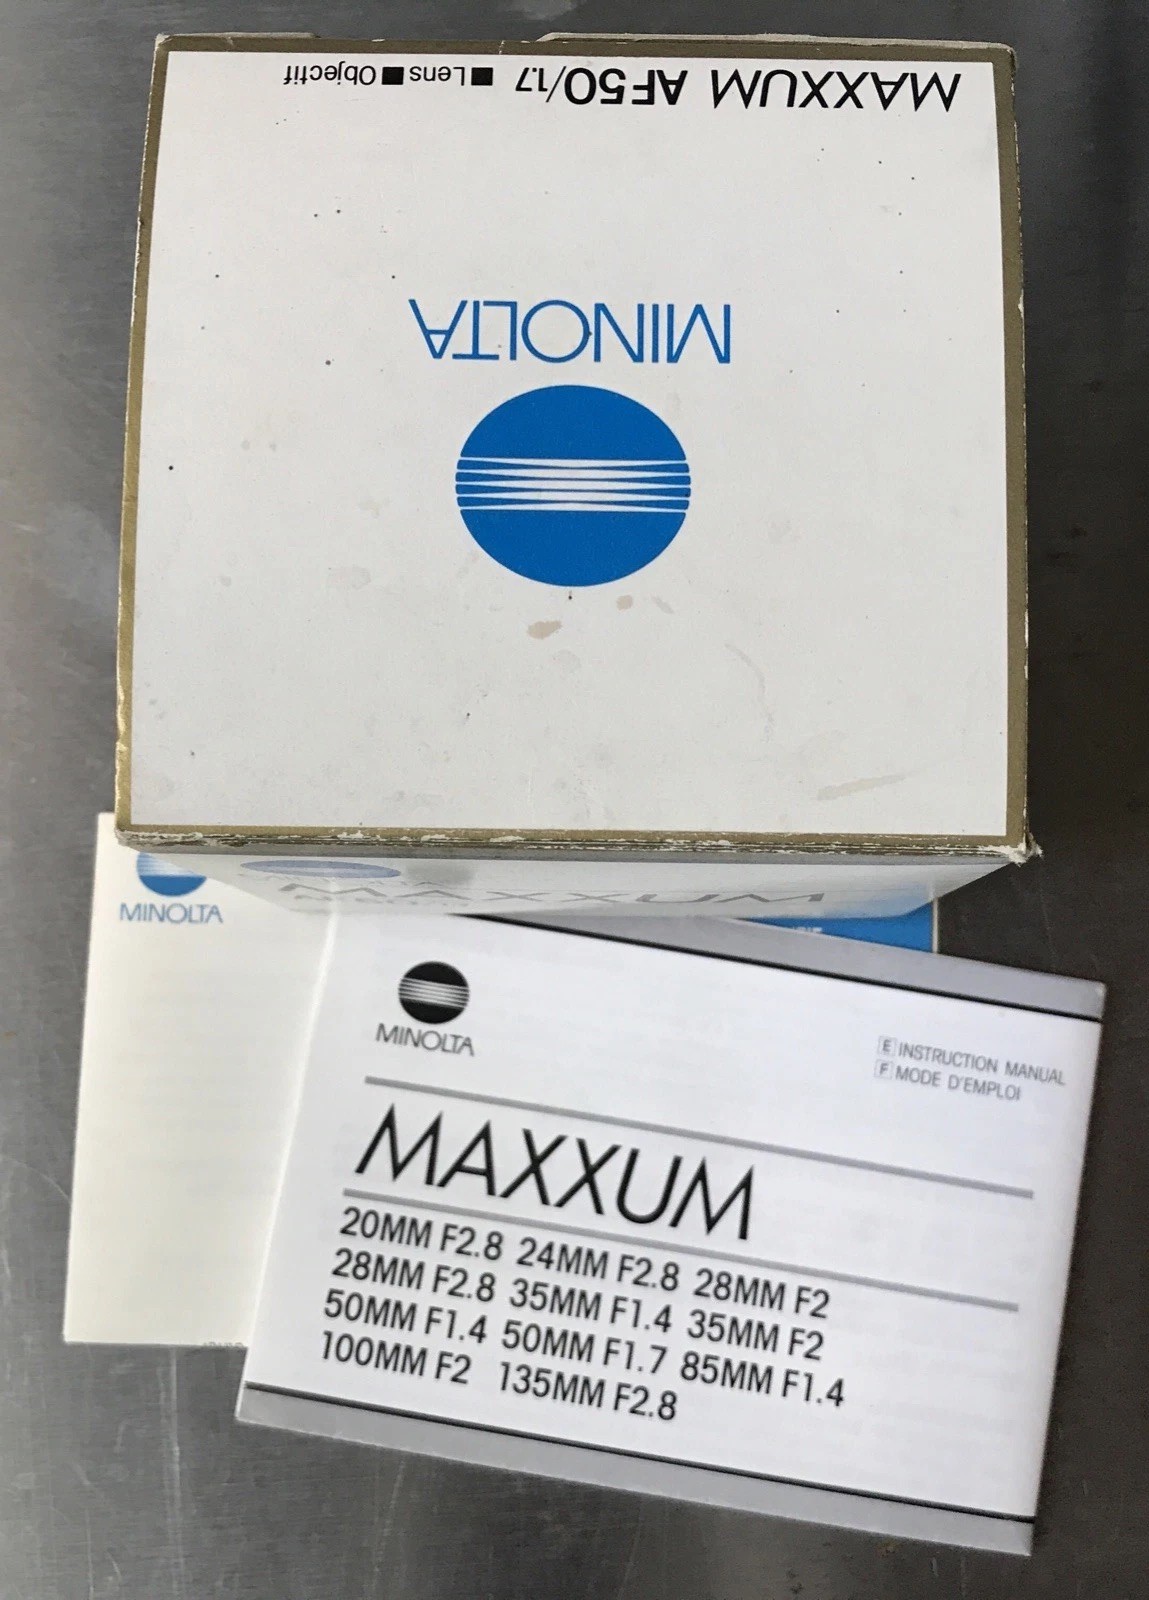 MAXXUM AF50/1.7 ■ Lens ■ Objectif
MINOLTA
MAXXUM
MINOLTA
MINOLTA
E INSTRUCTION MANUAL
F MODE D'EMPLOI
MAXXUM
20MM F2.8 24MM F2.8 28MM F2
28MM F2.8 35MM F1.4 35MM F2
50MM F1.4 50MM F1.7 85MM F1.4
100MM F2 135MM F2.8